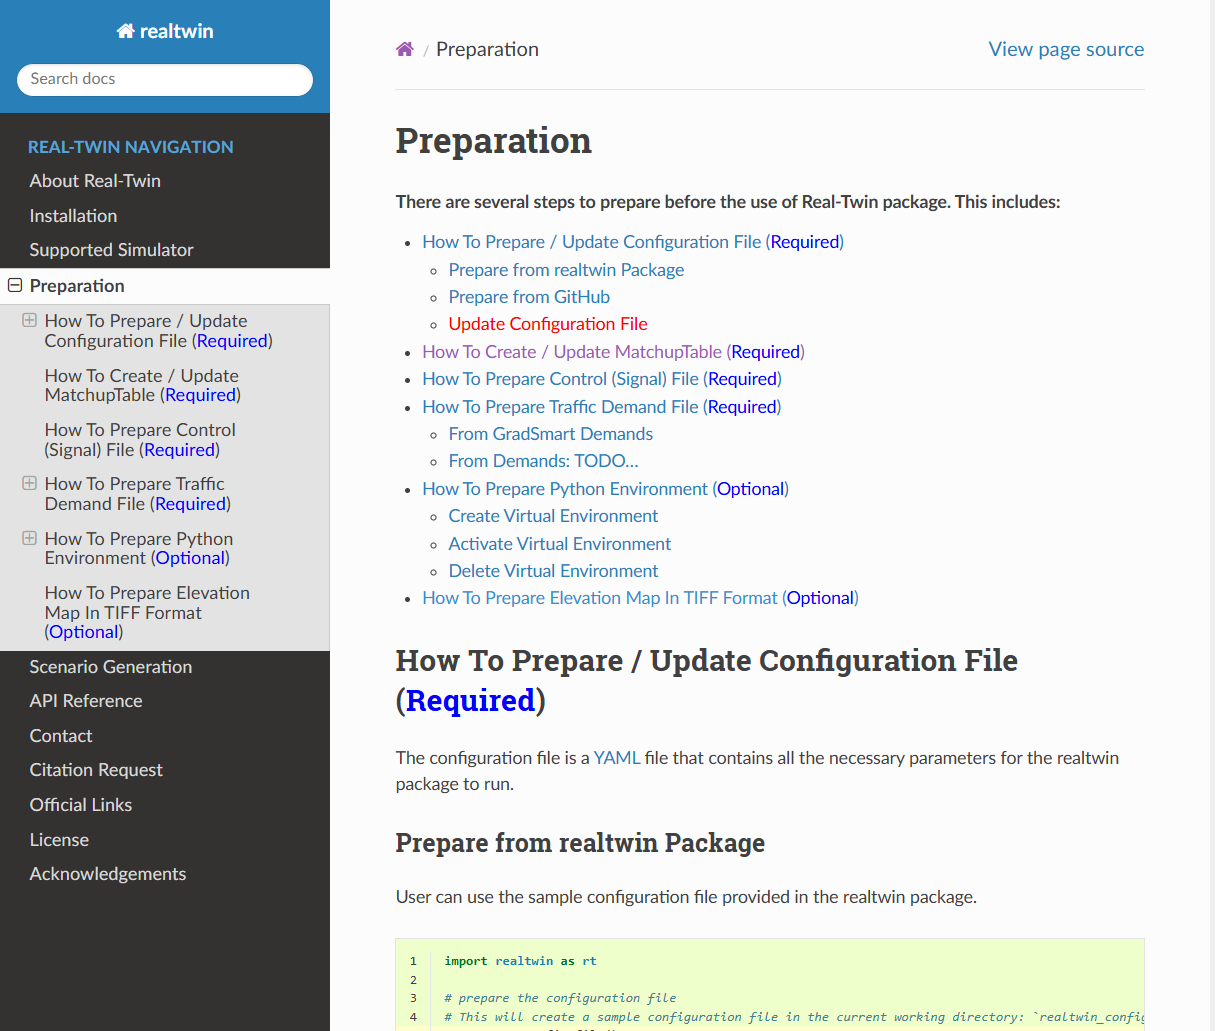 realtwin
Search docs
REAL-TWIN NAVIGATION
About Real-Twin
Installation
Supported Simulator
Preparation
How To Prepare / Update
Configuration File (Required)
How To Create / Update
MatchupTable (Required)
How To Prepare Control
(Signal) File (Required)
How To Prepare Traffic
Demand File (Required)
How To Prepare Python
Environment (Optional)
How To Prepare Elevation
Map In TIFF Format
(Optional)
Scenario Generation
API Reference
Contact
Citation Request
Official Links
License
Acknowledgements
/ Preparation
View page source
Preparation
There are several steps to prepare before the use of Real-Twin package. This includes:
• How To Prepare / Update Configuration File (Required)
◦ Prepare from realtwin Package
◦ Prepare from GitHub
◦ Update Configuration File
• How To Create / Update MatchupTable (Required)
• How To Prepare Control (Signal) File (Required)
• How To Prepare Traffic Demand File (Required)
◦ From GradSmart Demands
◦ From Demands: TODO...
• How To Prepare Python Environment (Optional)
◦ Create Virtual Environment
◦ Activate Virtual Environment
◦ Delete Virtual Environment
• How To Prepare Elevation Map In TIFF Format (Optional)
How To Prepare / Update Configuration File
(Required)
The configuration file is a YAML file that contains all the necessary parameters for the realtwin
package to run.
Prepare from realtwin Package
User can use the sample configuration file provided in the realtwin package.
1 import realtwin as rt
2
3 # prepare the configuration file
4 # This will create a sample configuration file in the current working directory: `realtwin_config